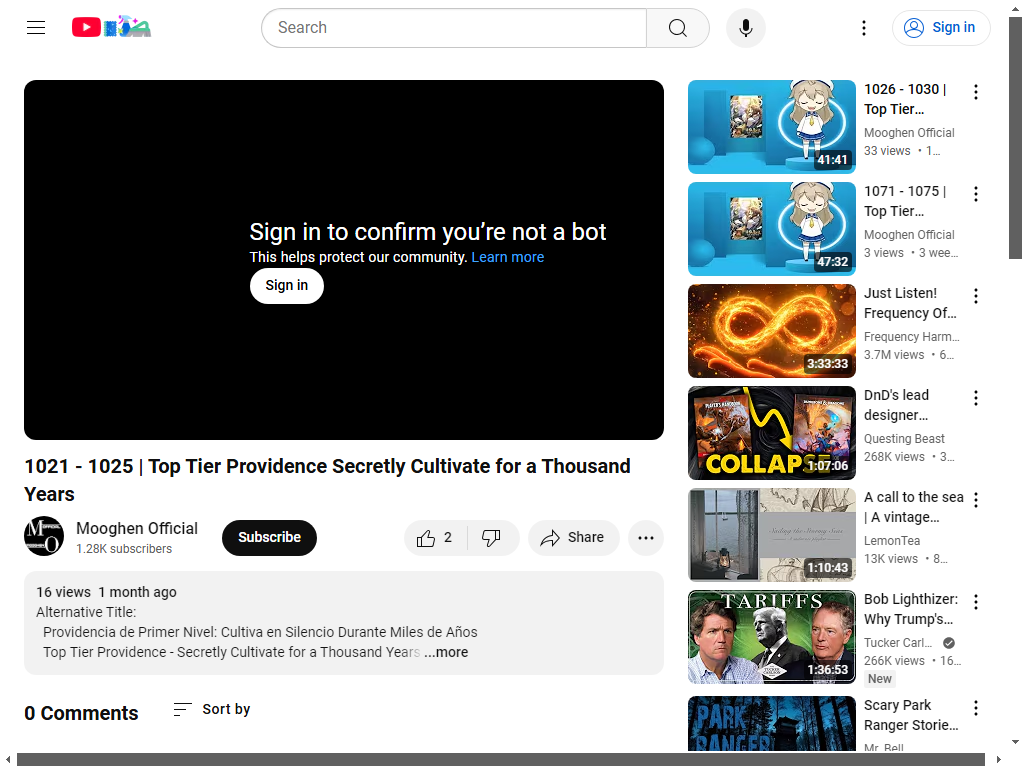 Search
Sign in
Sign in to confirm you’re not a bot
This helps protect our community. Learn more
Sign in
1021 - 1025 | Top Tier Providence Secretly Cultivate for a Thousand
Years
Mooghen Official
1.28K subscribers
Subscribe
2
Share
16 views 1 month ago
Alternative Title:
Providencia de Primer Nivel: Cultiva en Silencio Durante Miles de Años
Top Tier Providence - Secretly Cultivate for a Thousand Years ...more
0 Comments
Sort by
41:41
1026 - 1030 |
Top Tier…
Mooghen Official
33 views • 1…
47:32
1071 - 1075 |
Top Tier…
Mooghen Official
3 views • 3 wee…
3:33:33
Just Listen!
Frequency Of…
Frequency Harm…
3.7M views • 6…
COLLAPSE
1:07:06
DnD's lead
designer…
Questing Beast
268K views • 3…
1:10:43
A call to the sea
| A vintage…
LemonTea
13K views • 8…
TARIFFS
1:36:53
Bob Lighthizer:
Why Trump's…
Tucker Carl…
266K views • 16…
New
PARK
RANGER
Scary Park
Ranger Storie…
Mr. Bell